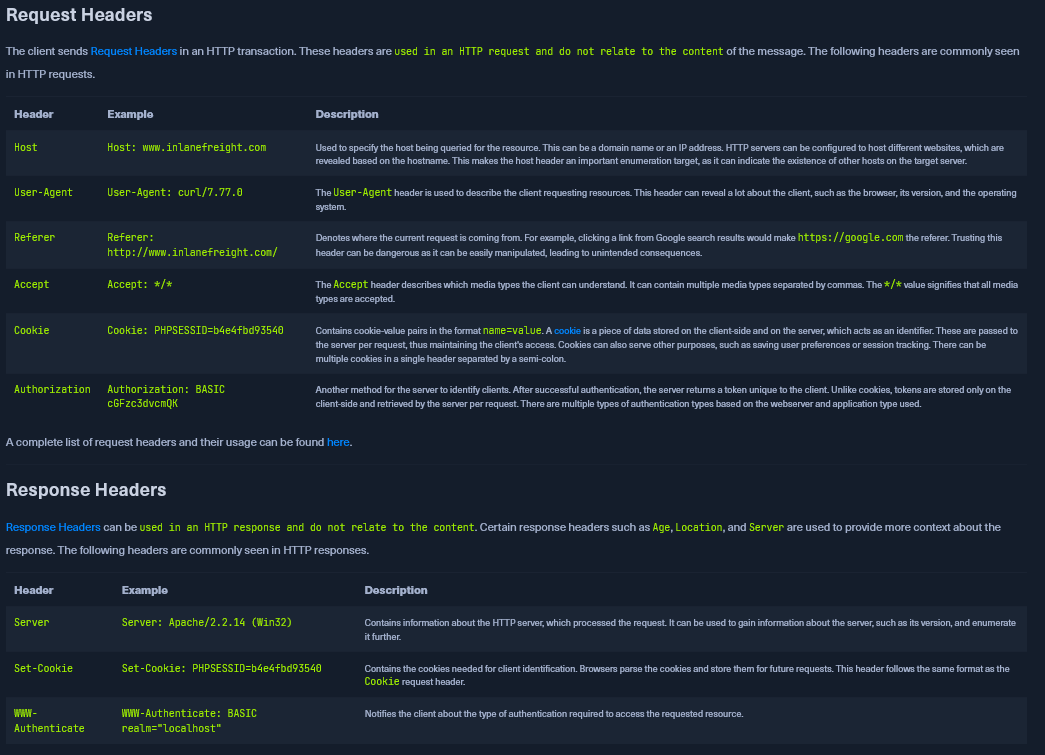 Request Headers
The client sends Request Headers in an HTTP transaction. These headers are used in an HTTP request and do not relate to the content of the message. The following headers are commonly seen
in HTTP requests.
Header Example Description
Host Host: www.inlanefreight.com Used to specify the host being queried for the resource. This can be a domain name or an IP address. HTTP servers can be configured to host different websites, which are
revealed based on the hostname. This makes the host header an important enumeration target, as it can indicate the existence of other hosts on the target server.
User-Agent User-Agent: curl/7.77.0 The User-Agent header is used to describe the client requesting resources. This header can reveal a lot about the client, such as the browser, its version, and the operating
system.
Referer Referer: Denotes where the current request is coming from. For example, clicking a link from Google search results would make https://google.com the referer. Trusting this
http://www.inlanefreight.com/ header can be dangerous as it can be easily manipulated, leading to unintended consequences.
Accept Accept: */* The Accept header describes which media types the client can understand. It can contain multiple media types separated by commas. The */* value signifies that all media
types are accepted.
Cookie Cookie: PHPSESSID=b4e4fbd93540 Contains cookie-value pairs in the format name=value. A cookie is a piece of data stored on the client-side and on the server, which acts as an identifier. These are passed to
the server per request, thus maintaining the client's access. Cookies can also serve other purposes, such as saving user preferences or session tracking. There can be
multiple cookies in a single header separated by a semi-colon.
Authorization Authorization: BASIC Another method for the server to identify clients. After successful authentication, the server returns a token unique to the client. Unlike cookies, tokens are stored only on the
cGFzc3dvcmQK client-side and retrieved by the server per request. There are multiple types of authentication types based on the webserver and application type used.
A complete list of request headers and their usage can be found here.
Response Headers
Response Headers can be used in an HTTP response and do not relate to the content. Certain response headers such as Age, Location, and Server are used to provide more context about the
response. The following headers are commonly seen in HTTP responses.
Header Example Description
Server Server: Apache/2.2.14 (Win32) Contains information about the HTTP server, which processed the request. It can be used to gain information about the server, such as its version, and enumerate
it further.
Set-Cookie Set-Cookie: PHPSESSID=b4e4fbd93540 Contains the cookies needed for client identification. Browsers parse the cookies and store them for future requests. This header follows the same format as the
Cookie request header.
WWW- WWW-Authenticate: BASIC Notifies the client about the type of authentication required to access the requested resource.
Authenticate realm="localhost"